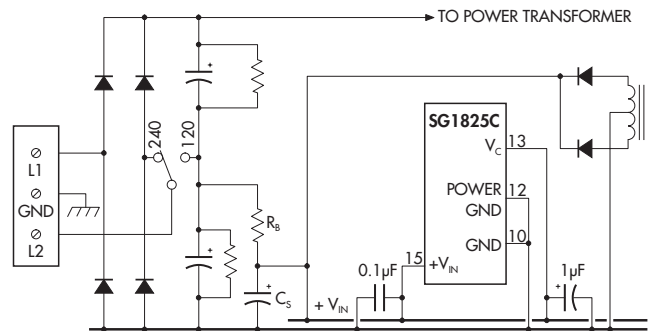 TO POWER TRANSFORMER
240
120
L1
GND
L2
R_B
C_S
+ V_IN
0.1µF
SG1825C
V_C 13
POWER GND 12
GND 10
15 +V_IN
1µF
+
+
+
+